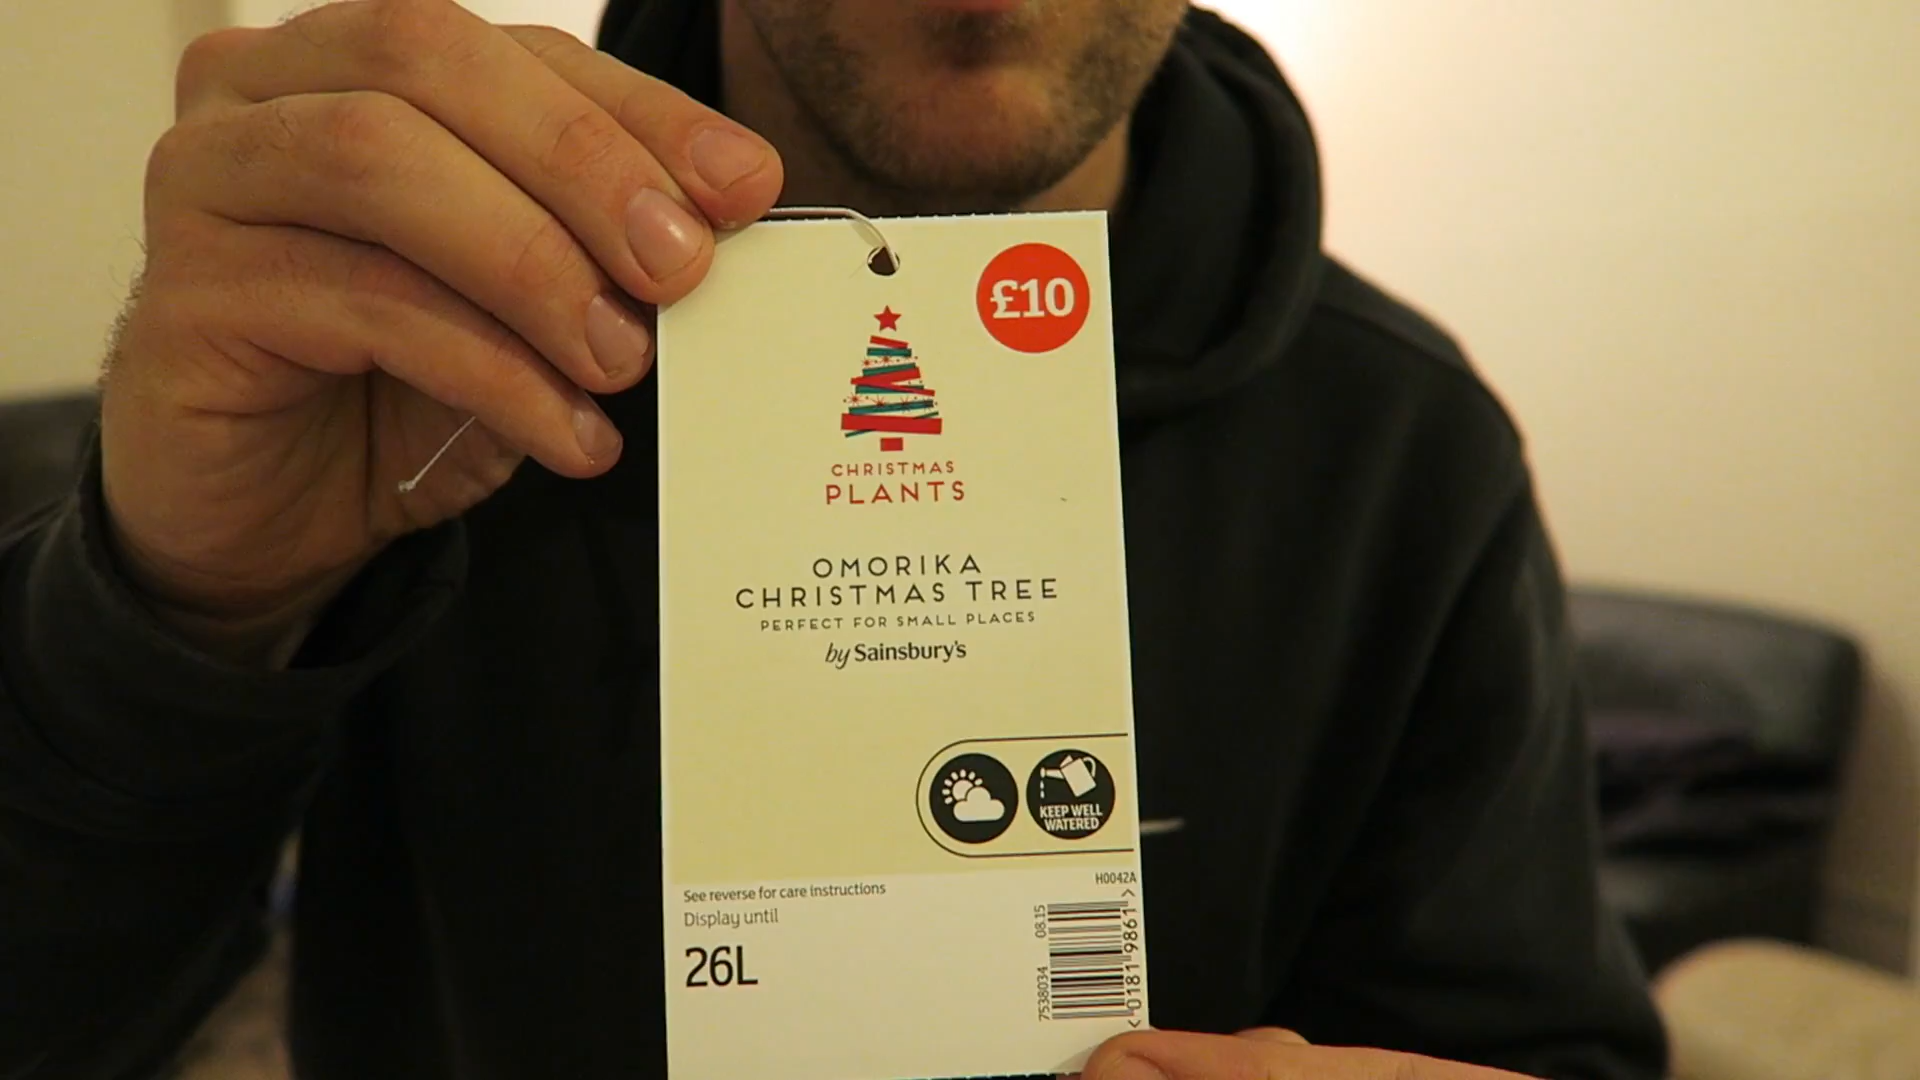 £10
CHRISTMAS
PLANTS
OMORIKA
CHRISTMAS TREE
PERFECT FOR SMALL PLACES
by Sainsbury's
KEEP WELL
WATERED
See reverse for care instructions
Display until
26L
H0042A
7538034
08.15
< 0181 9861 >